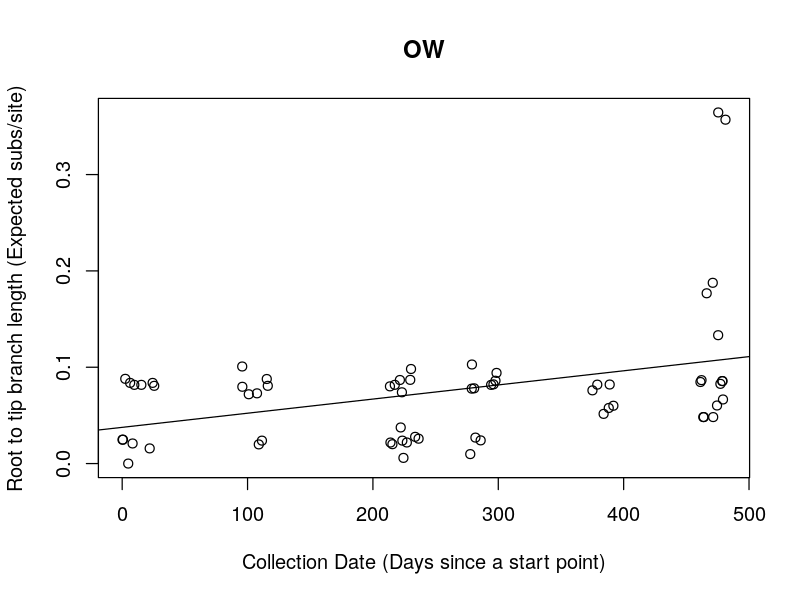 OW
Root to tip branch length (Expected subs/site)
0.3
0.2
0.1
0.0
0 100 200 300 400 500
Collection Date (Days since a start point)